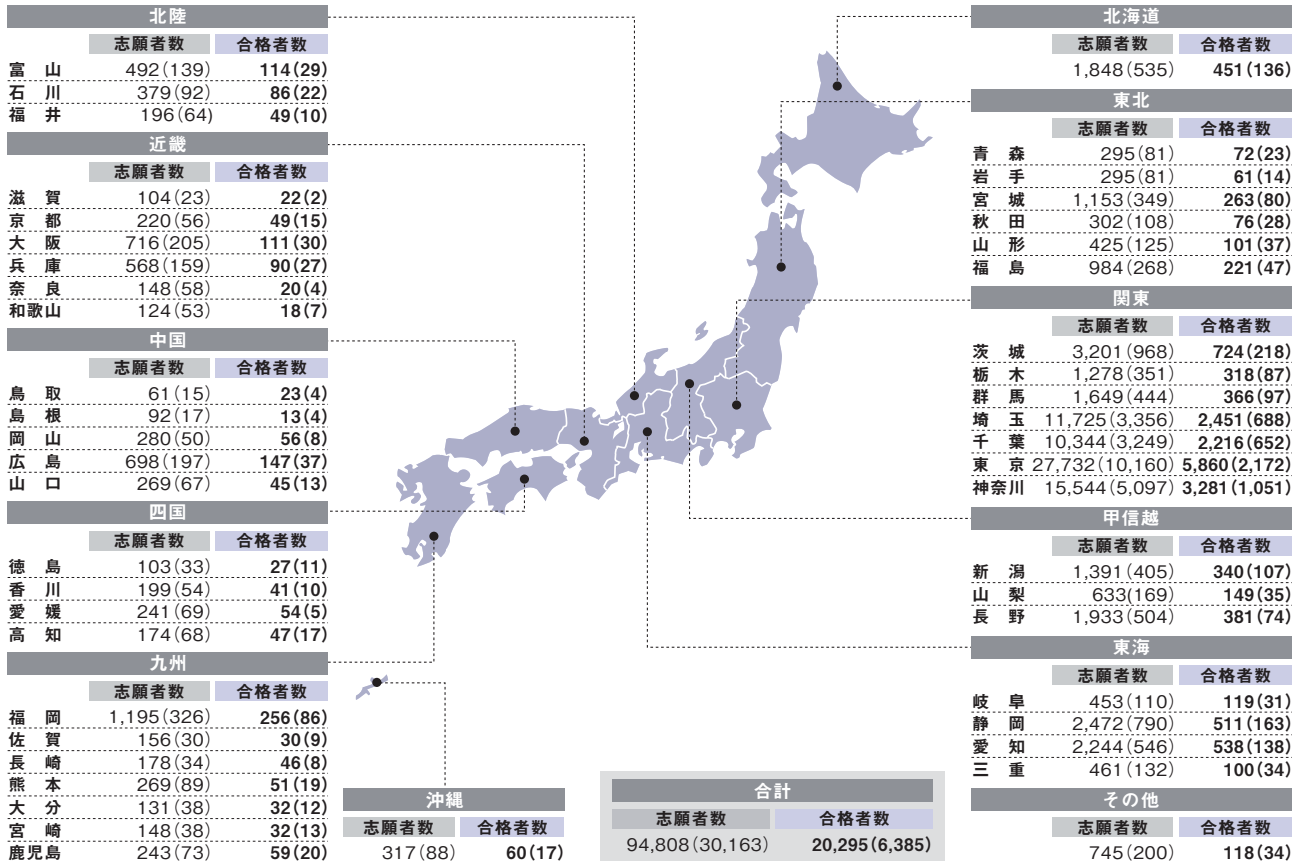 北陸
志願者数 合格者数
富山 492(139) 114(29)
石川 379(92) 86(22)
福井 196(64) 49(10)
近畿
志願者数 合格者数
滋賀 104(23) 22(2)
京都 220(56) 49(15)
大阪 716(205) 111(30)
兵庫 568(159) 90(27)
奈良 148(58) 20(4)
和歌山 124(53) 18(7)
中国
志願者数 合格者数
鳥取 61(15) 23(4)
島根 92(17) 13(4)
岡山 280(50) 56(8)
広島 698(197) 147(37)
山口 269(67) 45(13)
四国
志願者数 合格者数
徳島 103(33) 27(11)
香川 199(54) 41(10)
愛媛 241(69) 54(5)
高知 174(68) 47(17)
九州
志願者数 合格者数
福岡 1,195(326) 256(86)
佐賀 156(30) 30(9)
長崎 178(34) 46(8)
熊本 269(89) 51(19)
大分 131(38) 32(12)
宮崎 148(38) 32(13)
鹿児島 243(73) 59(20)
沖縄
志願者数 合格者数
317(88) 60(17)
合計
志願者数 合格者数
94,808(30,163) 20,295(6,385)
北海道
志願者数 合格者数
1,848(535) 451(136)
東北
志願者数 合格者数
青森 295(81) 72(23)
岩手 295(81) 61(14)
宮城 1,153(349) 263(80)
秋田 302(108) 76(28)
山形 425(125) 101(37)
福島 984(268) 221(47)
関東
志願者数 合格者数
茨城 3,201(968) 724(218)
栃木 1,278(351) 318(87)
群馬 1,649(444) 366(97)
埼玉 11,725(3,356) 2,451(688)
千葉 10,344(3,249) 2,216(652)
東京 27,732(10,160) 5,860(2,172)
神奈川 15,544(5,097) 3,281(1,051)
甲信越
志願者数 合格者数
新潟 1,391(405) 340(107)
山梨 633(169) 149(35)
長野 1,933(504) 381(74)
東海
志願者数 合格者数
岐阜 453(110) 119(31)
静岡 2,472(790) 511(163)
愛知 2,244(546) 538(138)
三重 461(132) 100(34)
その他
志願者数 合格者数
745(200) 118(34)